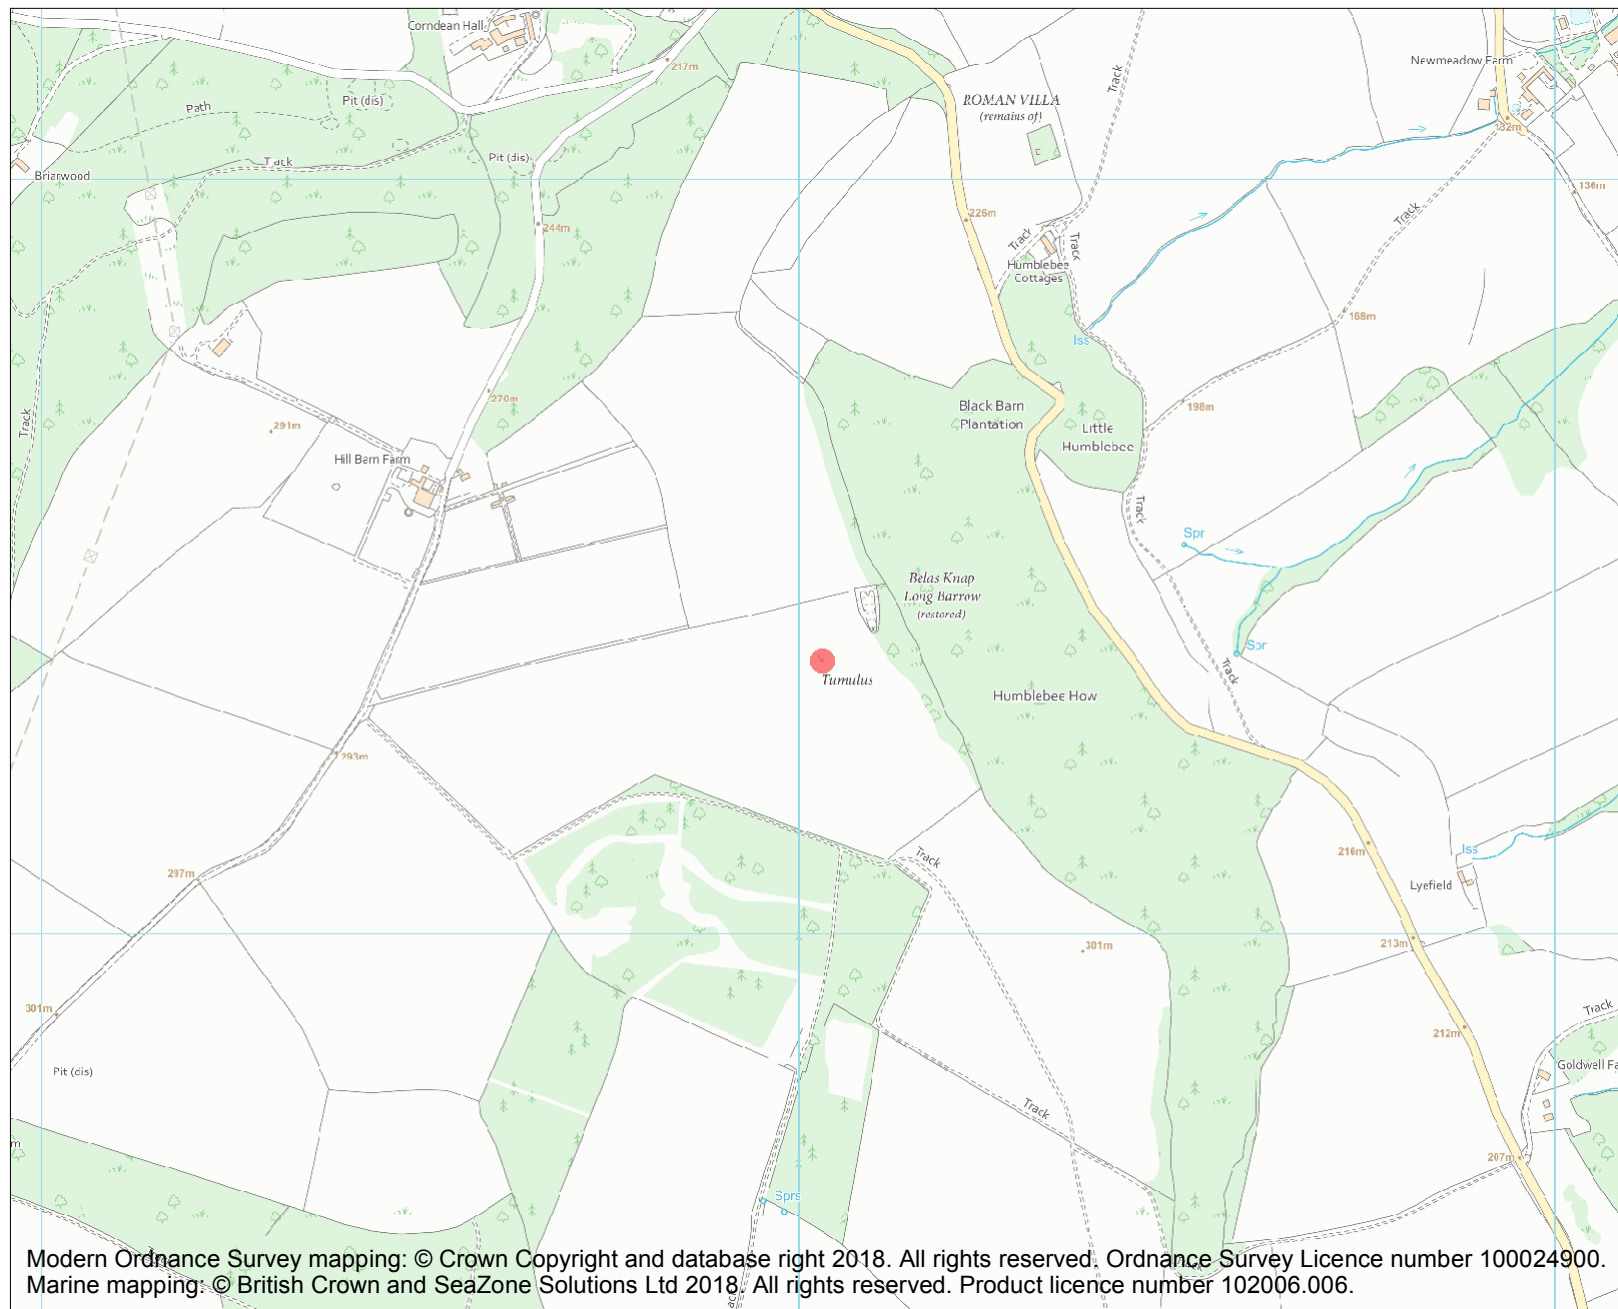 Corndean Hall
217m
Newmeadow Farm
Path
Pit (dis)
ROMAN VILLA
(remains of)
Track
132m
Pit (dis)
Briarwood
136m
244m
226m
Track
Track
Track
Humblebee
Cottages
168m
Iss
Track
270m
291m
Black Barn
Plantation
198m
Little
Humblebee
Hill Barn Farm
Track
Spr
Belas Knap
Long Barrow
(restored)
Spr
Tumulus
Track
Humblebee How
293m
216m
Iss
Track
297m
Lyefield
301m
213m
301m
Track
212m
Pit (dis)
Goldwell Fa
Track
207m
m
Sprs
Modern Ordnance Survey mapping: © Crown Copyright and database right 2018. All rights reserved. Ordnance Survey Licence number 100024900.
Marine mapping: © British Crown and SeaZone Solutions Ltd 2018. All rights reserved. Product licence number 102006.006.